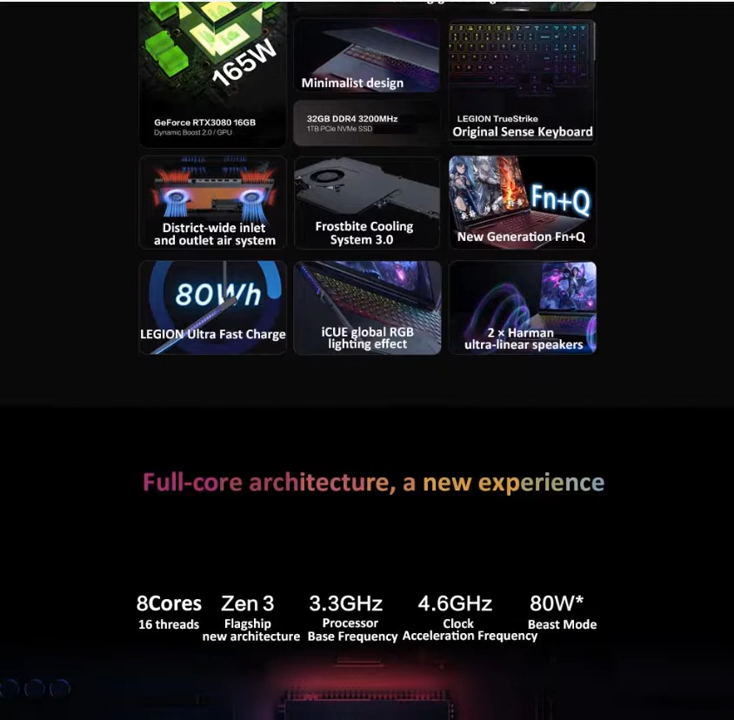 165W
GeForce RTX3080 16GB
Dynamic Boost 2.0 / GPU
Minimalist design
32GB DDR4 3200MHz
1TB PCIe NVMe SSD
LEGION TrueStrike
Original Sense Keyboard
District-wide inlet
and outlet air system
Frostbite Cooling
System 3.0
Fn+Q
New Generation Fn+Q
80Wh
LEGION Ultra Fast Charge
iCUE global RGB
lighting effect
2 × Harman
ultra-linear speakers
Full-core architecture, a new experience
8Cores Zen 3 3.3GHz 4.6GHz 80W*
16 threads Flagship Processor Clock Beast Mode
new architecture Base Frequency Acceleration Frequency